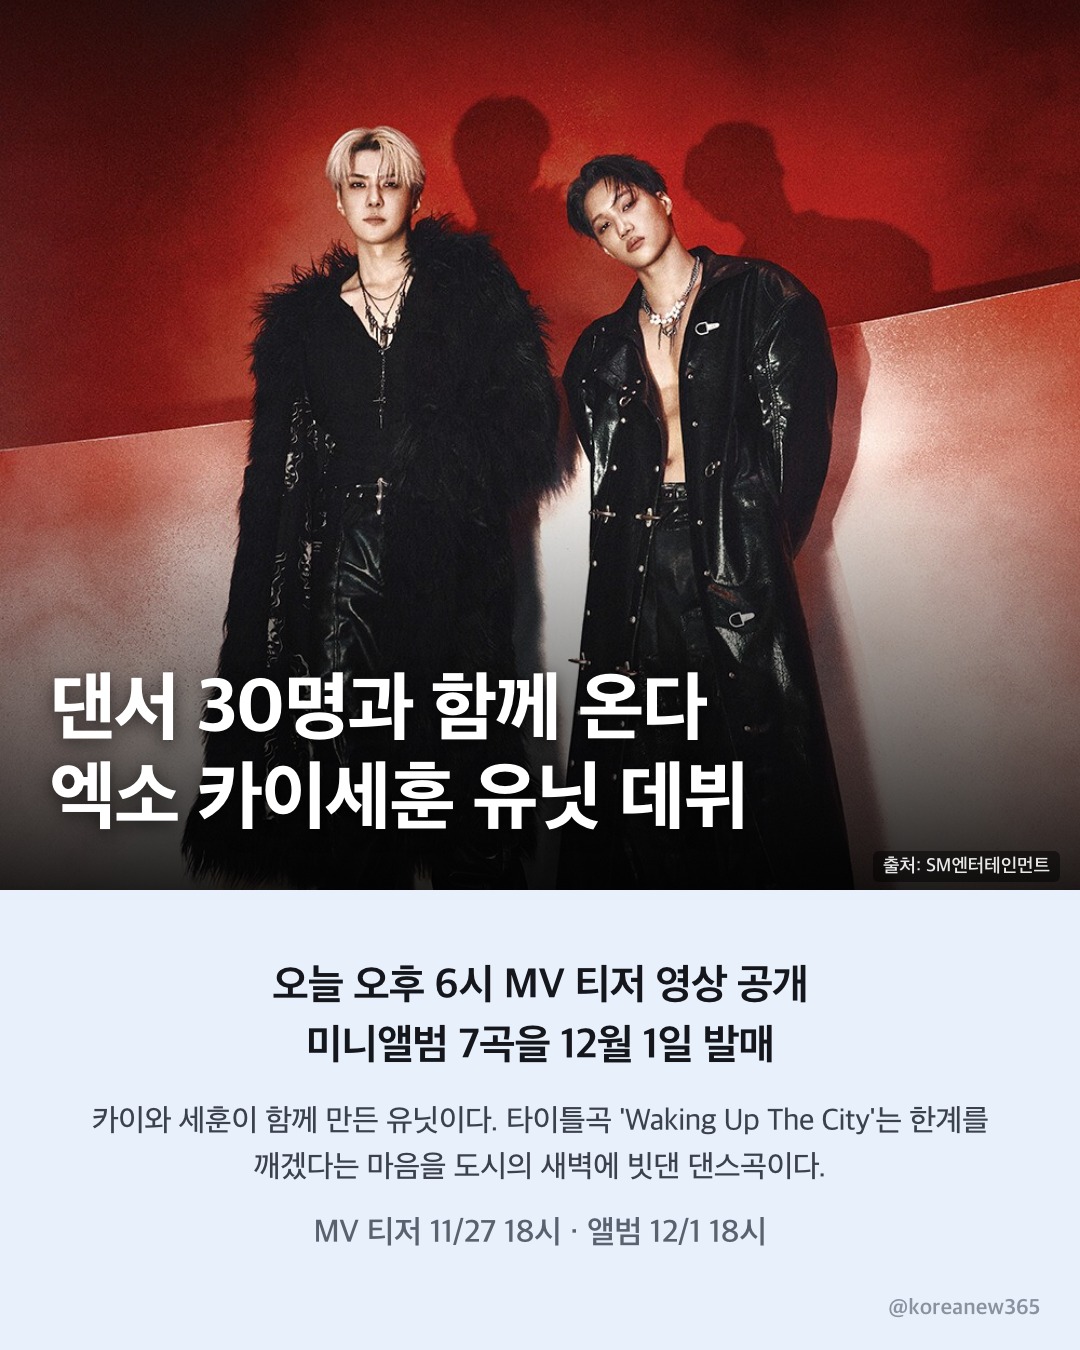 댄서 30명과 함께 온다
엑소 카이세훈 유닛 데뷔
출처: SM엔터테인먼트
오늘 오후 6시 MV 티저 영상 공개
미니앨범 7곡을 12월 1일 발매
카이와 세훈이 함께 만든 유닛이다. 타이틀곡 'Waking Up The City'는 한계를
깨겠다는 마음을 도시의 새벽에 빗댄 댄스곡이다.
MV 티저 11/27 18시 · 앨범 12/1 18시
@koreanew365